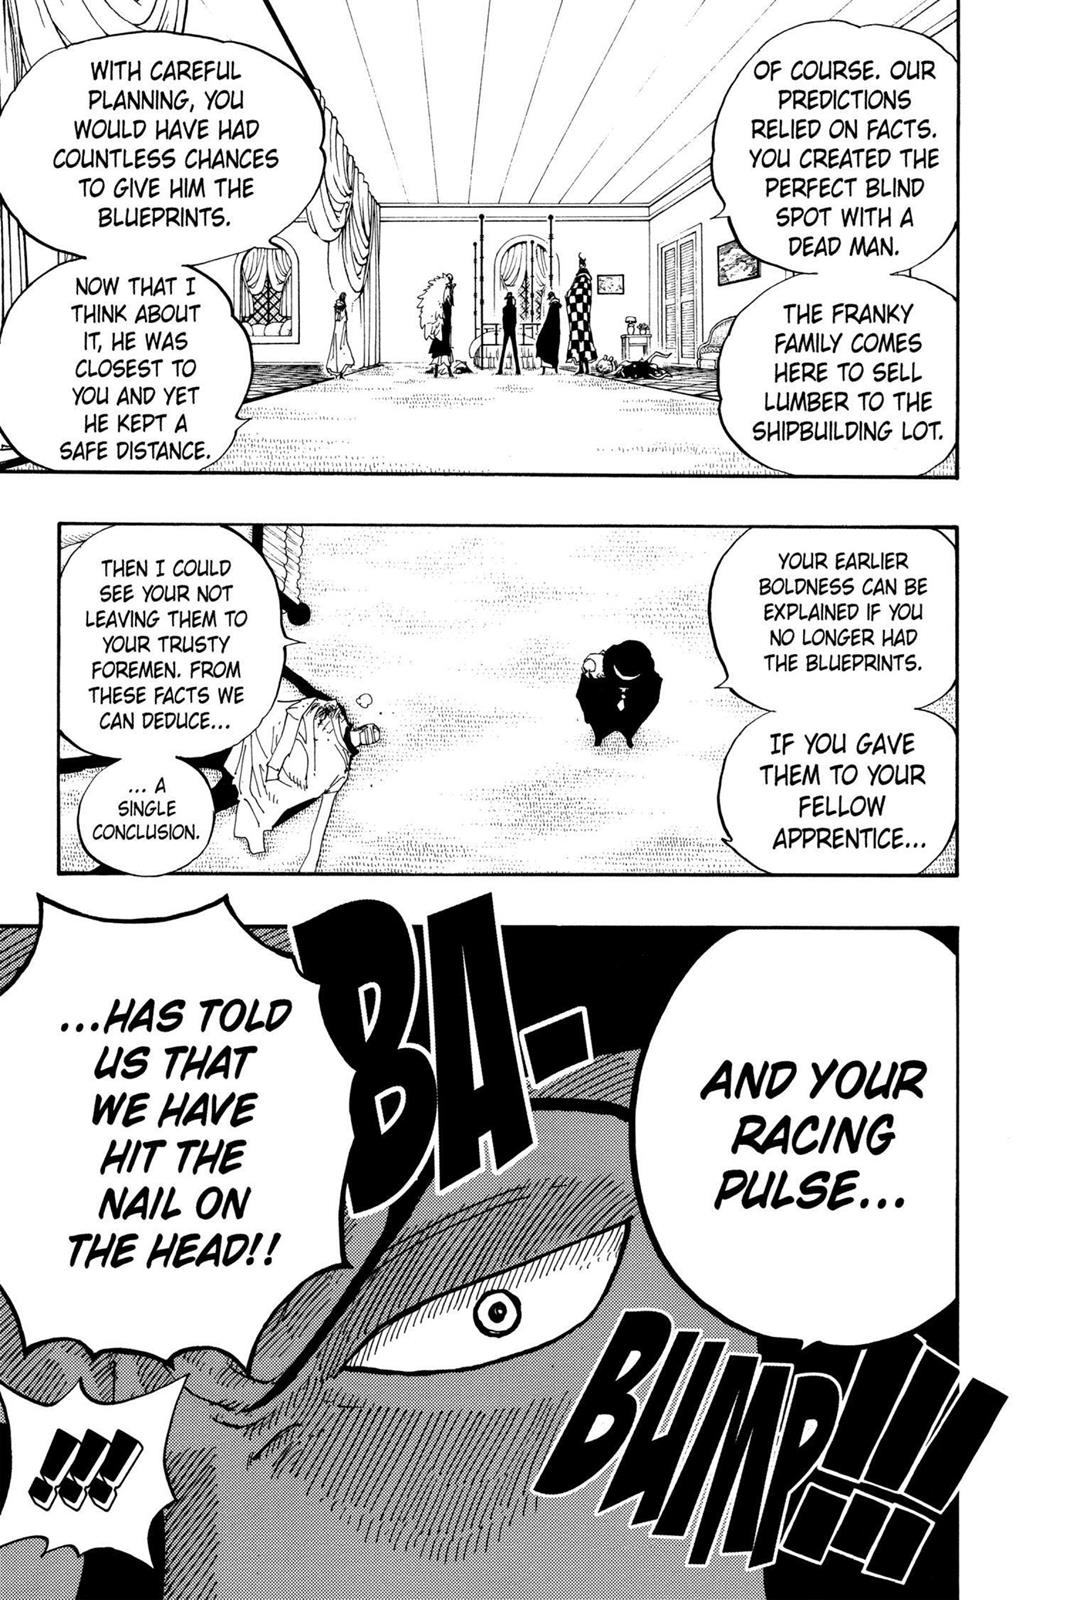 OF COURSE. OUR
PREDICTIONS
RELIED ON FACTS.
YOU CREATED THE
PERFECT BLIND
SPOT WITH A
DEAD MAN.
THE FRANKY
FAMILY COMES
HERE TO SELL
LUMBER TO THE
SHIPBUILDING LOT.
WITH CAREFUL
PLANNING, YOU
WOULD HAVE HAD
COUNTLESS CHANCES
TO GIVE HIM THE
BLUEPRINTS.
NOW THAT I
THINK ABOUT
IT, HE WAS
CLOSEST TO
YOU AND YET
HE KEPT A
SAFE DISTANCE.
YOUR EARLIER
BOLDNESS CAN BE
EXPLAINED IF YOU
NO LONGER HAD
THE BLUEPRINTS.
IF YOU GAVE
THEM TO YOUR
FELLOW
APPRENTICE...
THEN I COULD
SEE YOUR NOT
LEAVING THEM TO
YOUR TRUSTY
FOREMEN. FROM
THESE FACTS WE
CAN DEDUCE...
... A
SINGLE
CONCLUSION.
AND YOUR
RACING
PULSE...
BA-
BUMP!!!
...HAS TOLD
US THAT
WE HAVE
HIT THE
NAIL ON
THE HEAD!!
!!!